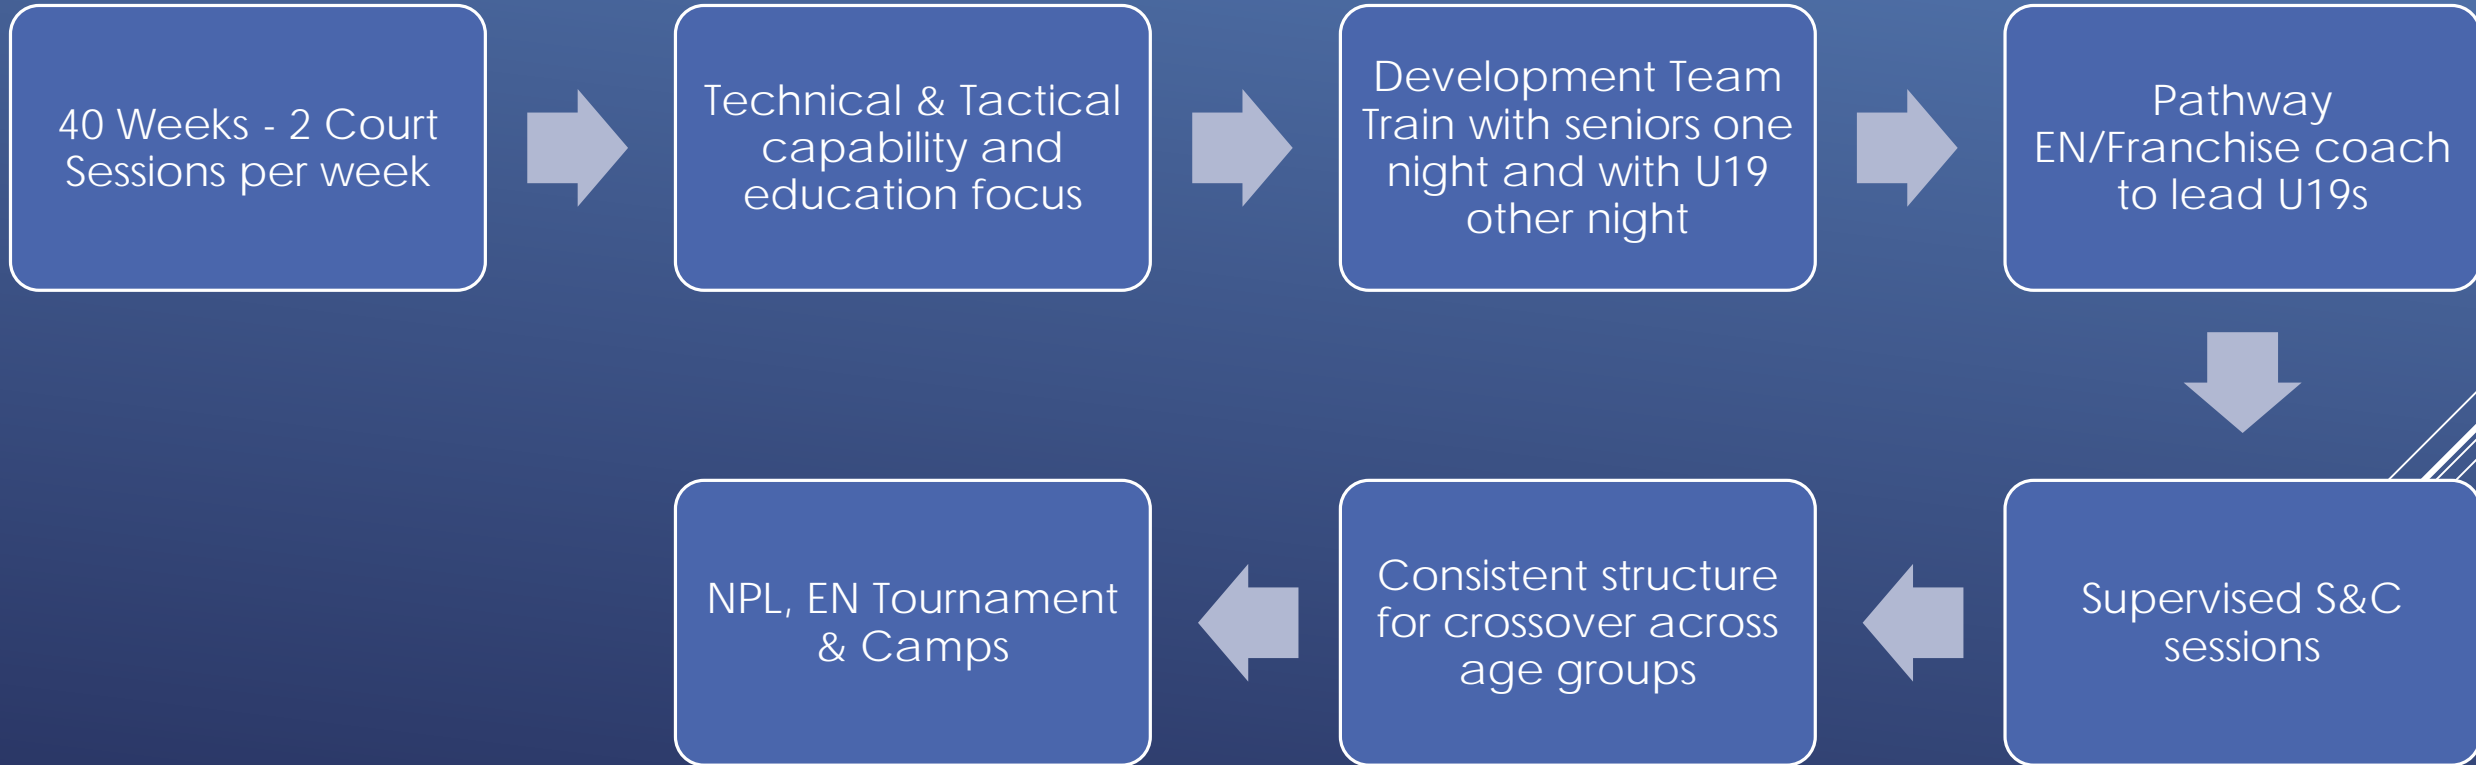 40 Weeks - 2 Court
Sessions per week
Technical & Tactical
capability and
education focus
Development Team
Train with seniors one
night and with U19
other night
Pathway
EN/Franchise coach
to lead U19s
Supervised S&C
sessions
Consistent structure
for crossover across
age groups
NPL, EN Tournament
& Camps